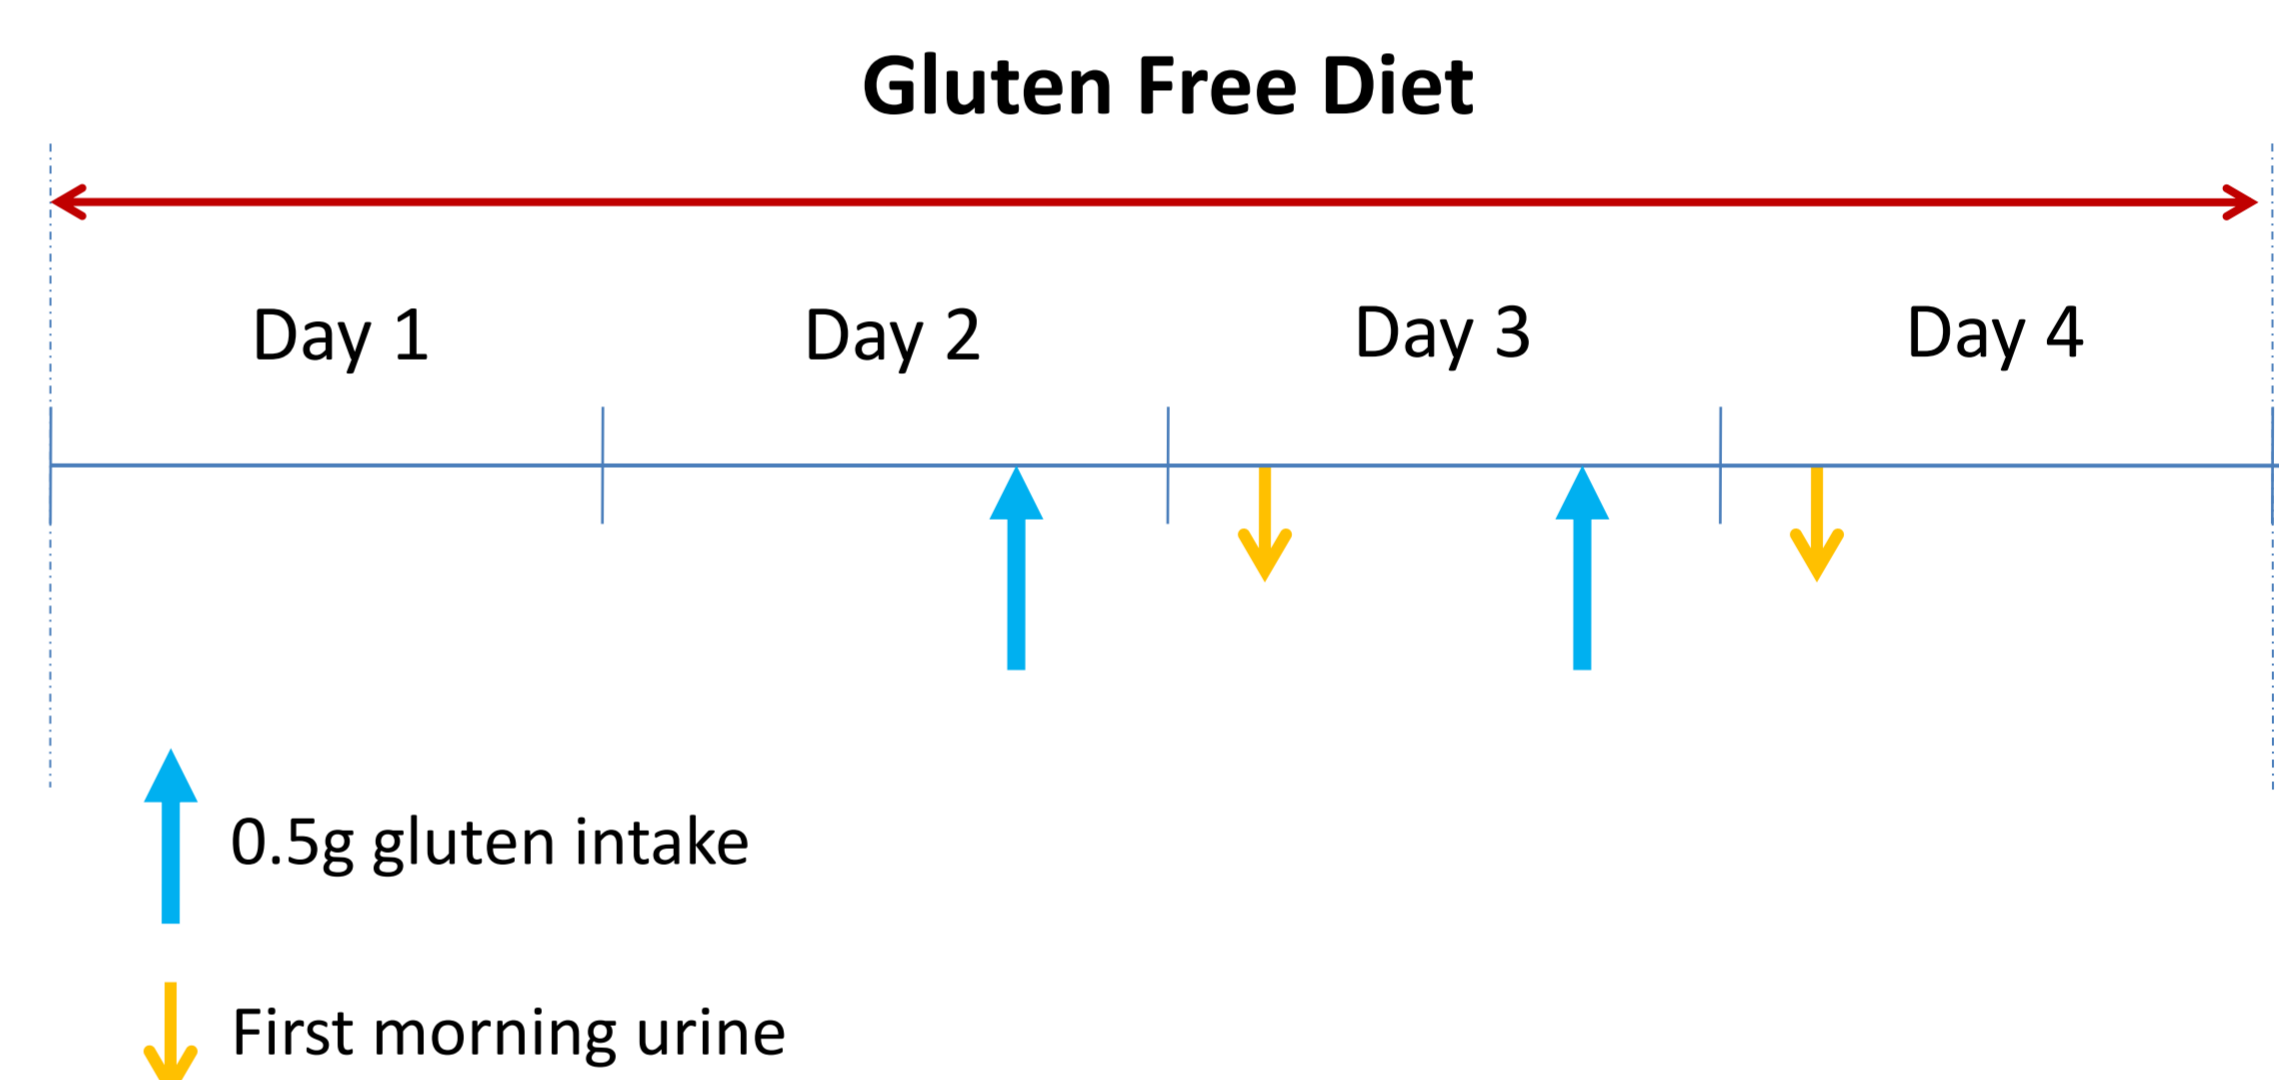 Gluten Free Diet
Day 1 Day 2 Day 3 Day 4
0.5g gluten intake
First morning urine